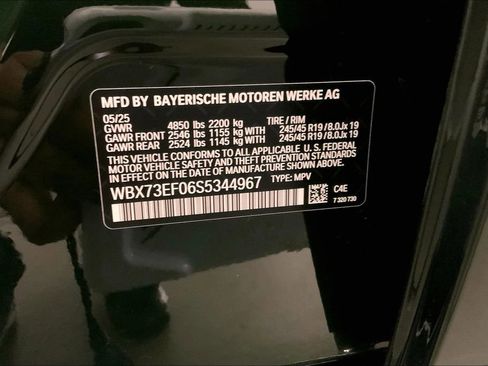 MFD BY BAYERISCHE MOTOREN WERKE AG
05/25
GVWR 4850 lbs 2200 kg TIRE / RIM
GAWR FRONT 2546 lbs 1155 kg WITH 245/45 R19 / 8.0Jx 19
GAWR REAR 2524 lbs 1145 kg WITH 245/45 R19 / 8.0Jx 19
THIS VEHICLE CONFORMS TO ALL APPLICABLE U. S. FEDERAL
MOTOR VEHICLE SAFETY, BUMPER, AND THEFT PREVENTION STANDARDS
IN EFFECT ON THE DATE OF MANUFACTURE SHOWN ABOVE.
WBX73EF06S5344967 TYPE: MPV
C4E
7 320 730